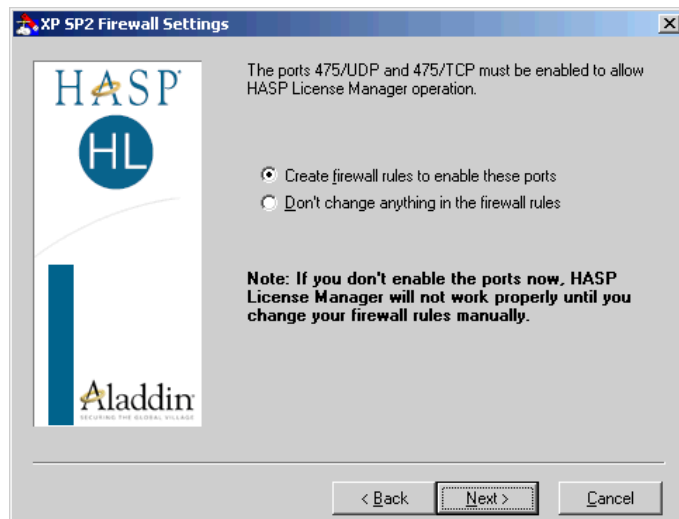 XP SP2 Firewall Settings
HASP
HL
The ports 475/UDP and 475/TCP must be enabled to allow
HASP License Manager operation.
Create firewall rules to enable these ports
Don't change anything in the firewall rules
Note: If you don't enable the ports now, HASP
License Manager will not work properly until you
change your firewall rules manually.
Aladdin
SECURING THE GLOBAL VILLAGE
< Back
Next >
Cancel